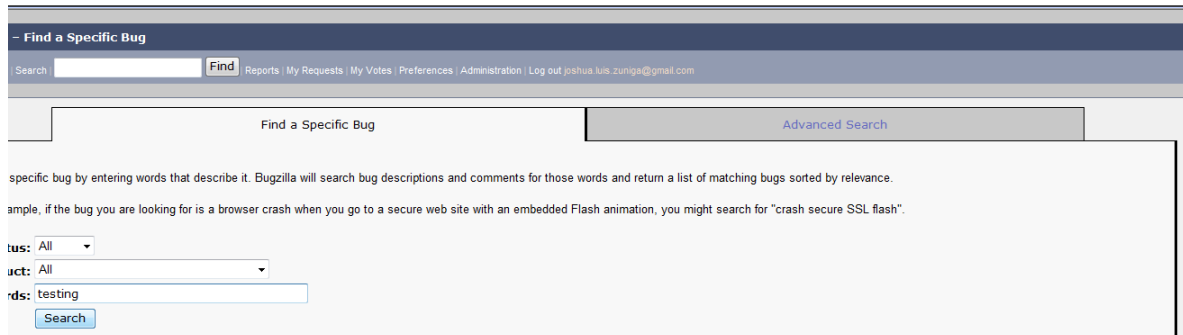 – Find a Specific Bug
| Search | Find | Reports | My Requests | My Votes | Preferences | Administration | Log out joshua.luis.zuniga@gmail.com
Find a Specific Bug Advanced Search
specific bug by entering words that describe it. Bugzilla will search bug descriptions and comments for those words and return a list of matching bugs sorted by relevance.
ample, if the bug you are looking for is a browser crash when you go to a secure web site with an embedded Flash animation, you might search for "crash secure SSL flash".
tus: All
uct: All
rds: testing
Search